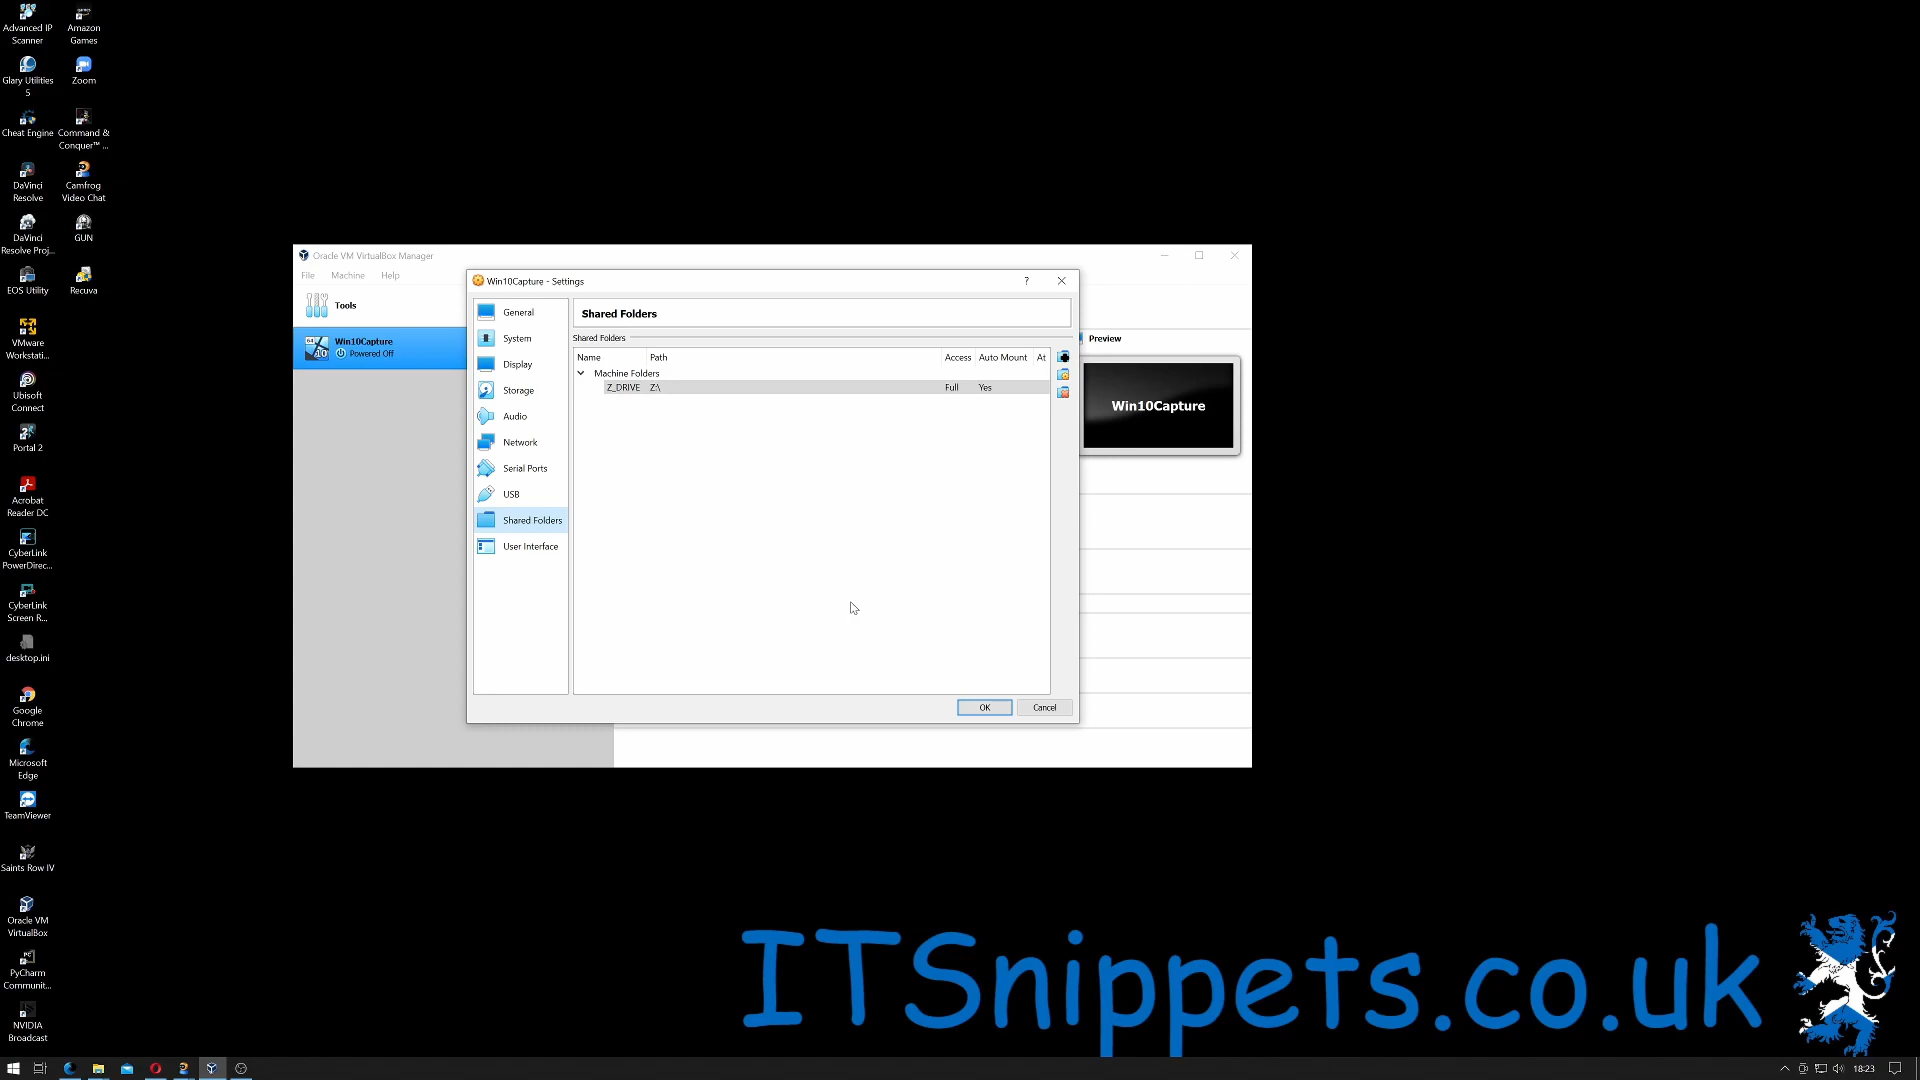 Advanced IP
Scanner
Amazon
Games
Glary Utilities
5
Zoom
Cheat Engine
Command &
Conquer™ ...
DaVinci
Resolve
Camfrog
Video Chat
DaVinci
Resolve Proj...
GUN
EOS Utility
Recuva
VMware
Workstati...
Ubisoft
Connect
Portal 2
Acrobat
Reader DC
CyberLink
PowerDirec...
CyberLink
Screen R...
desktop.ini
Google
Chrome
Microsoft
Edge
TeamViewer
Saints Row IV
Oracle VM
VirtualBox
PyCharm
Communit...
NVIDIA
Broadcast
Oracle VM VirtualBox Manager
File Machine Help
Tools
Win10Capture
Powered Off
Preview
Win10Capture
Win10Capture - Settings
?
General
System
Display
Storage
Audio
Network
Serial Ports
USB
Shared Folders
User Interface
Shared Folders
Shared Folders
Name Path Access Auto Mount At
Machine Folders
Z_DRIVE Z:\ Full Yes
OK Cancel
ITSnippets.co.uk
18:23